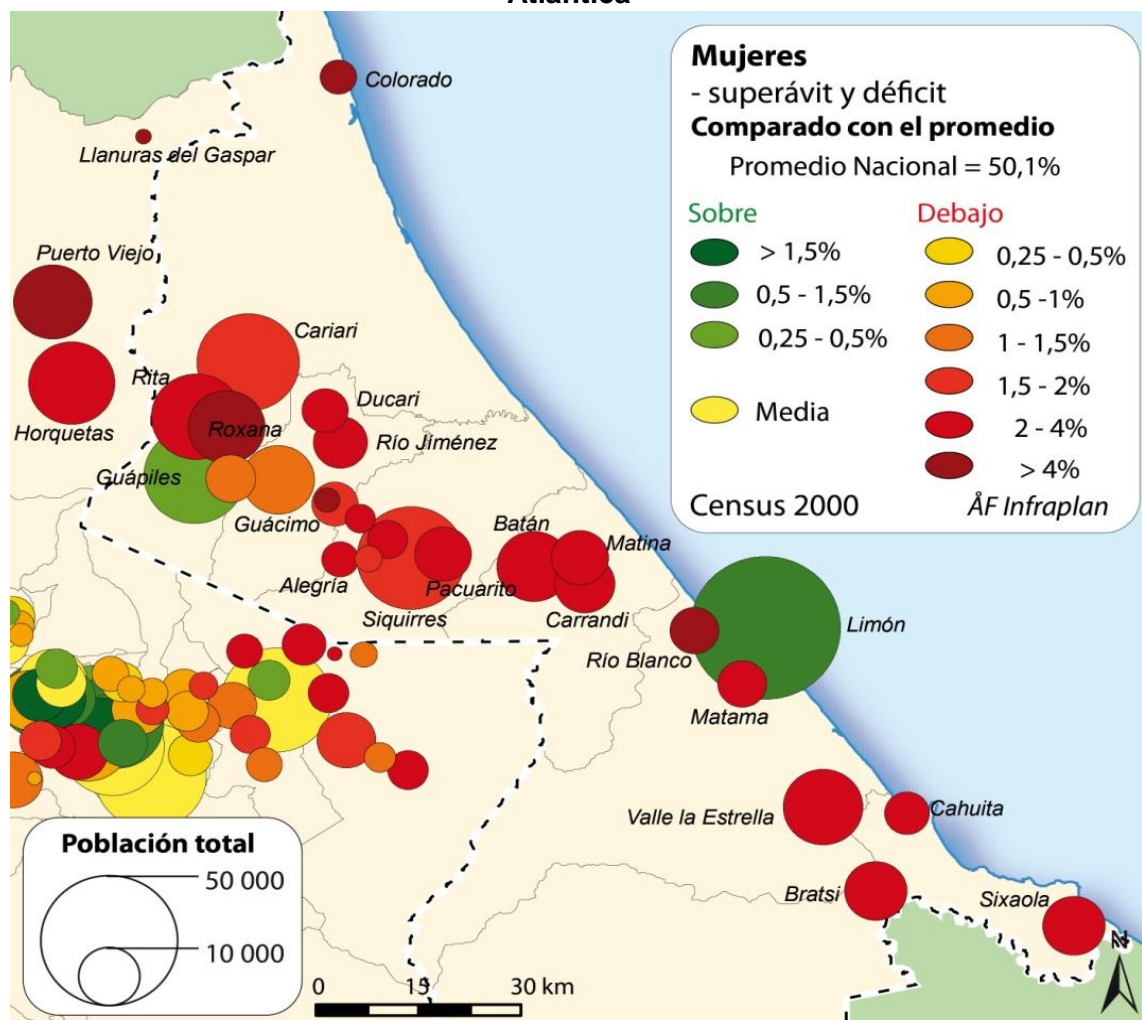 Atlántica
Colorado
Llanuras del Gaspar
Puerto Viejo
Cariari
Rita
Ducari
Horquetas
Roxana
Río Jíménez
Guápiles
Guácimo
Batán
Matina
Alegría
Pacuarito
Siquirres
Carrandi
Limón
Río Blanco
Matama
Valle la Estrella
Cahuita
Bratsi
Sixaola
Mujeres
- superávit y déficit
Comparado con el promedio
Promedio Nacional = 50,1%
Sobre
> 1,5%
0,5 - 1,5%
0,25 - 0,5%
Media
Debajo
0,25 - 0,5%
0,5 -1%
1 - 1,5%
1,5 - 2%
2 - 4%
> 4%
Census 2000
ÅF Infraplan
Población total
50 000
10 000
0 15 30 km
N